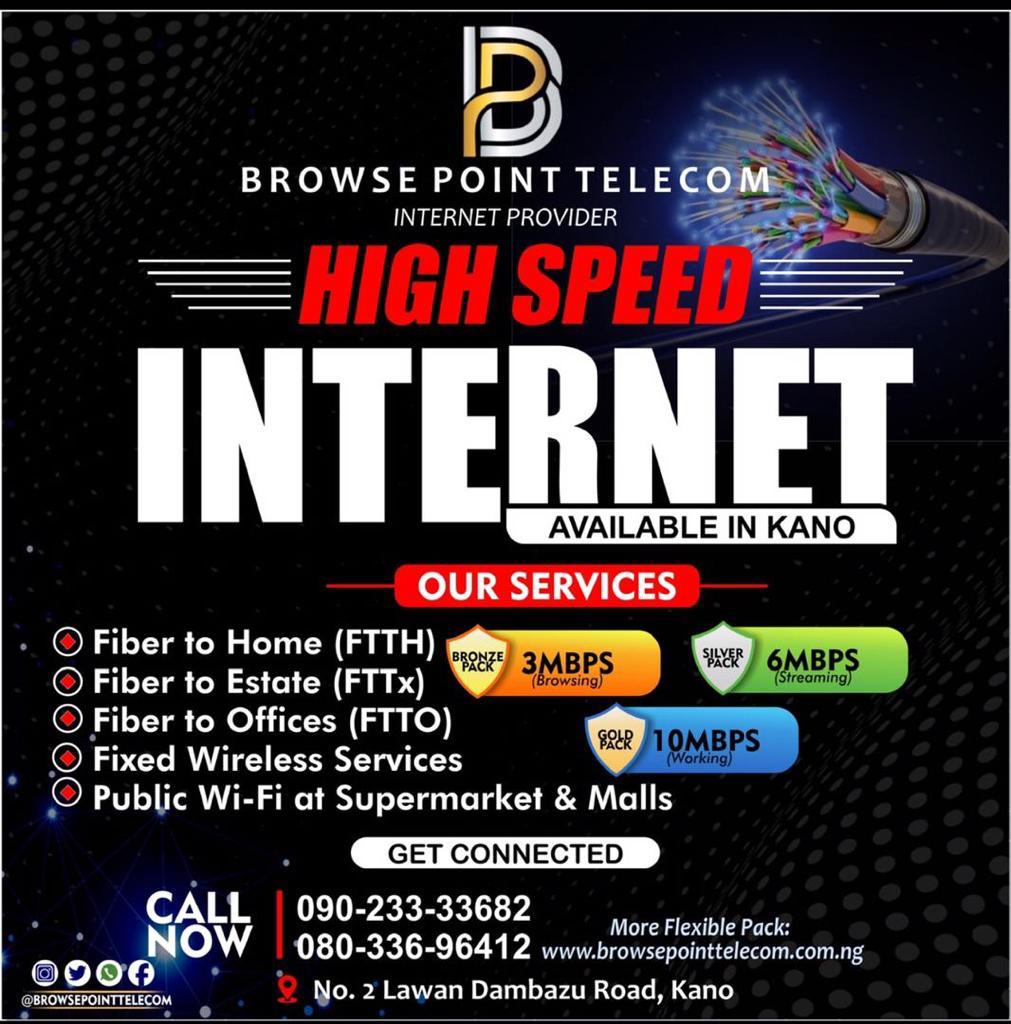 BP
BROWSE POINT TELECOM
INTERNET PROVIDER
HIGH SPEED
INTERNET
AVAILABLE IN KANO
OUR SERVICES
Fiber to Home (FTTH)
Fiber to Estate (FTTx)
Fiber to Offices (FTTO)
Fixed Wireless Services
Public Wi-Fi at Supermarket & Malls
BRONZE
PACK
3MBPS
(Browsing)
SILVER
PACK
6MBPS
(Streaming)
GOLD
PACK
10MBPS
(Working)
GET CONNECTED
CALL
NOW
090-233-33682
080-336-96412
More Flexible Pack:
www.browsepointtelecom.com.ng
@BROWSEPOINTTELECOM
No. 2 Lawan Dambazu Road, Kano